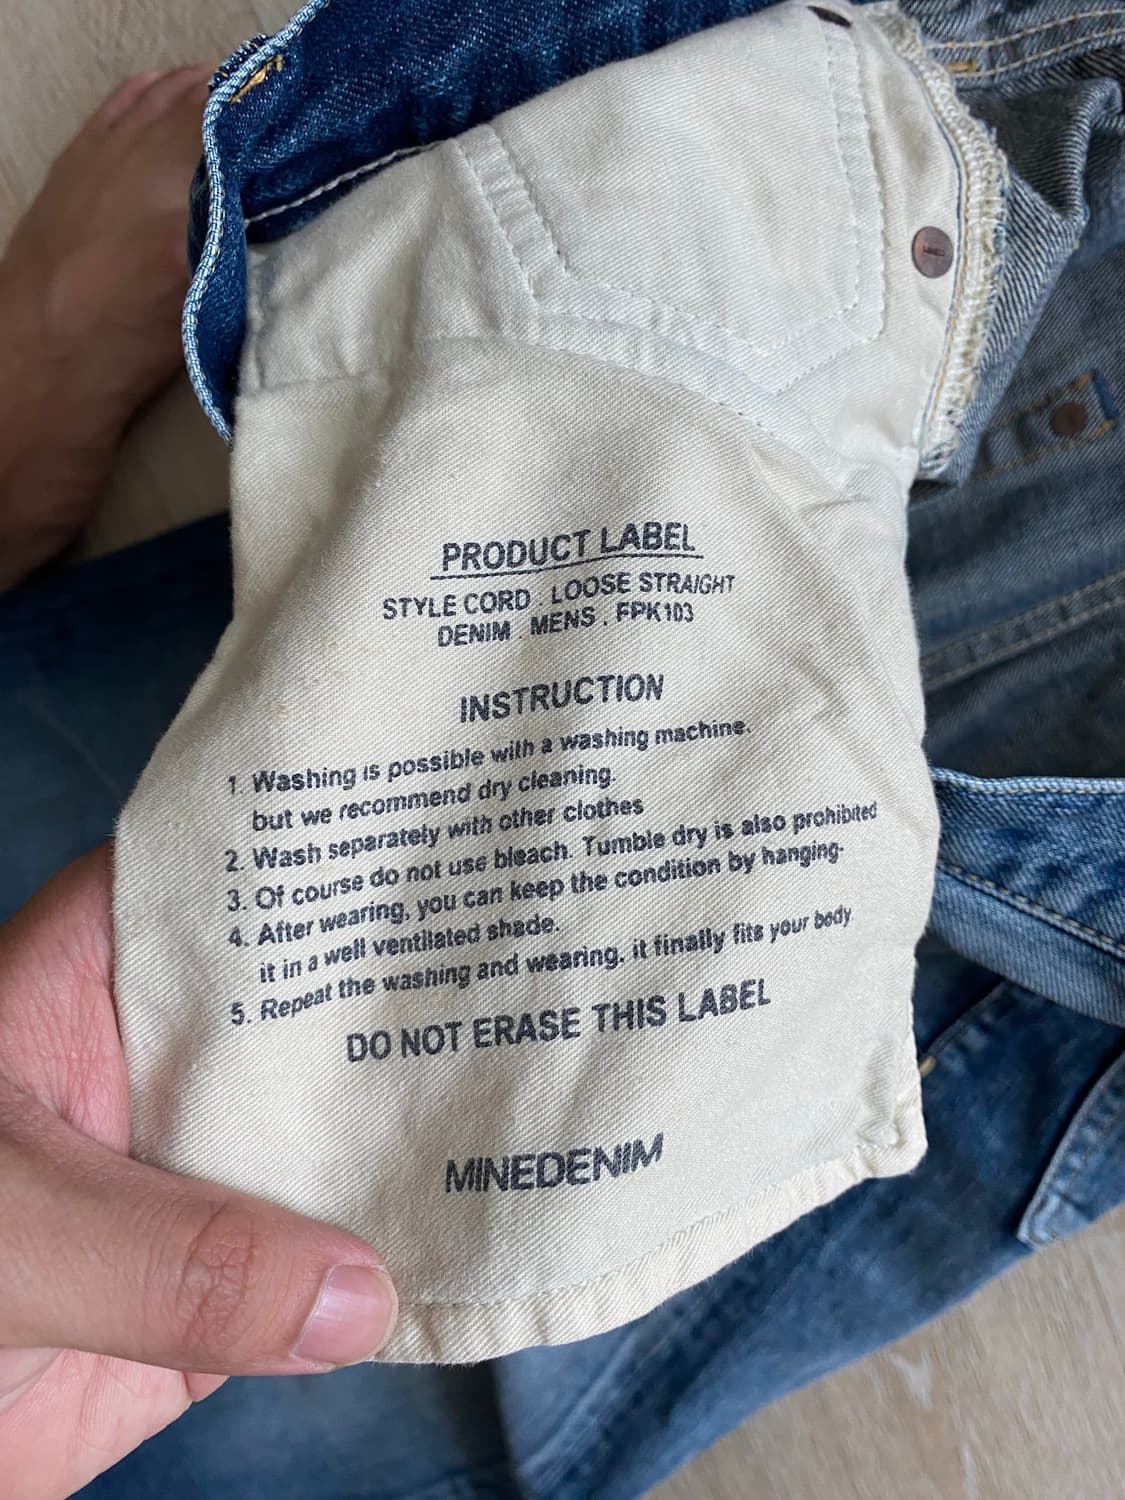 PRODUCT LABEL
STYLE CORD . LOOSE STRAIGHT
DENIM . MENS . FPK103
INSTRUCTION
1. Washing is possible with a washing machine.
but we recommend dry cleaning.
2. Wash separately with other clothes
3. Of course do not use bleach. Tumble dry is also prohibited
4. After wearing, you can keep the condition by hanging-
it in a well ventilated shade.
5. Repeat the washing and wearing. it finally fits your body
DO NOT ERASE THIS LABEL
MINEDENIM